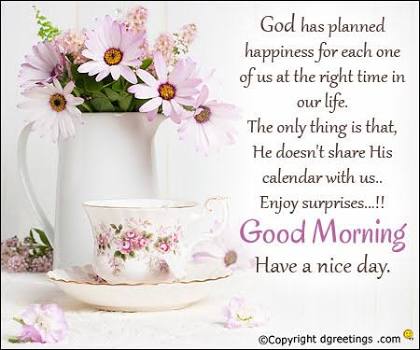 God has planned
happiness for each one
of us at the right time in
our life.
The only thing is that,
He doesn't share His
calendar with us..
Enjoy surprises...!!
Good Morning
Have a nice day.
©Copyright dgreetings .com